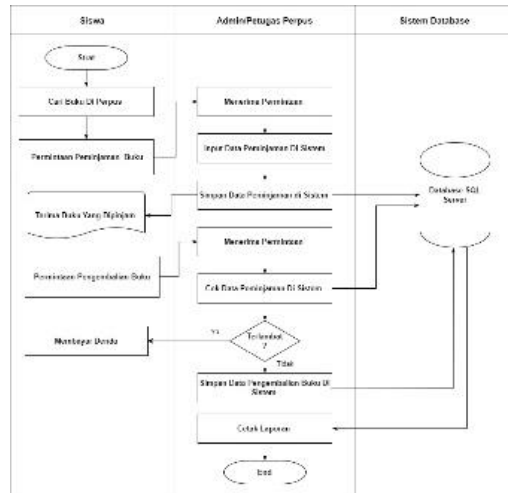 Siswa
Admin/Petugas Perpus
Sistem Database
Start
Cari Buku Di Perpus
Menerima Permintaan
Permintaan Peminjaman Buku
Input Data Peminjaman Di Sistem
Simpan Data Peminjaman di Sistem
Database SQL
Server
Terima Buku Yang Dipinjam
Menerima Permintaan
Permintaan Pengembalian Buku
Cek Data Peminjaman Di Sistem
Membayar Denda
Ya
Terlambat
?
Tidak
Simpan Data Pengembalian Buku Di
Sistem
Cetak Laporan
End